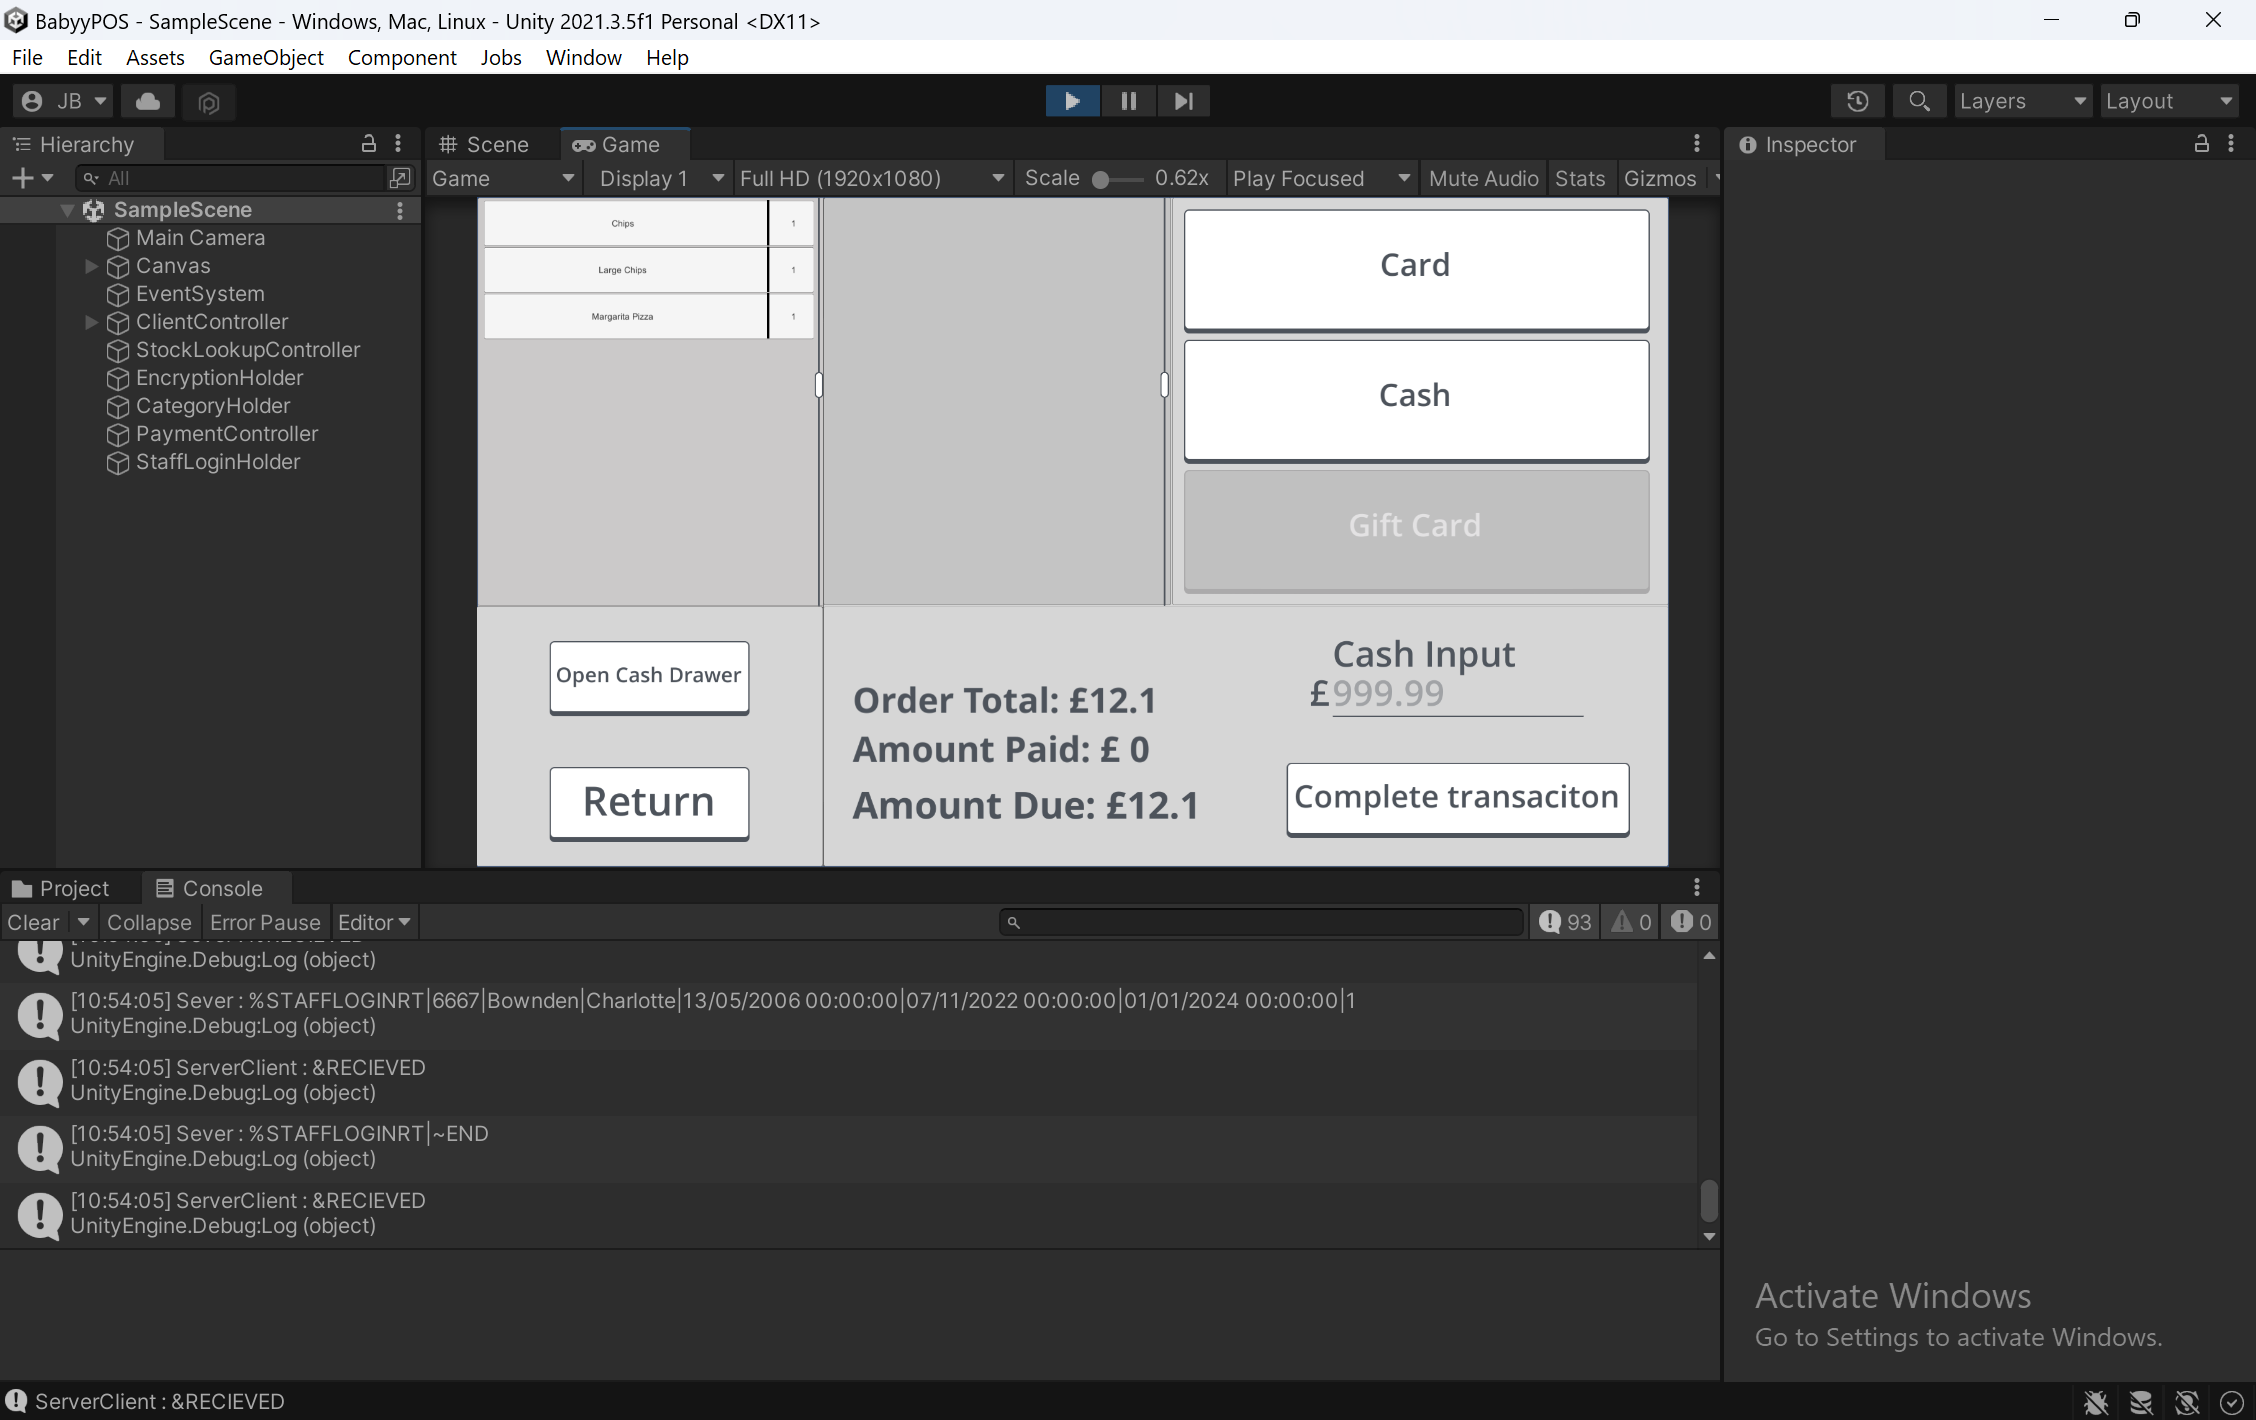 BabyyPOS - SampleScene - Windows, Mac, Linux - Unity 2021.3.5f1 Personal <DX11>
File Edit Assets GameObject Component Jobs Window Help
JB
Layers
Layout
Hierarchy
All
SampleScene
Main Camera
Canvas
EventSystem
ClientController
StockLookupController
EncryptionHolder
CategoryHolder
PaymentController
StaffLoginHolder
Scene
Game
Game
Display 1
Full HD (1920x1080)
Scale
0.62x
Play Focused
Mute Audio
Stats
Gizmos
Chips 1
Large Chips 1
Margarita Pizza 1
Card
Cash
Gift Card
Open Cash Drawer
Return
Order Total: £12.1
Amount Paid: £ 0
Amount Due: £12.1
Cash Input
£999.99
Complete transaciton
Inspector
Project
Console
Clear
Collapse
Error Pause
Editor
93
0
0
UnityEngine.Debug:Log (object)
[10:54:05] Sever : %STAFFLOGINRT|6667|Bownden|Charlotte|13/05/2006 00:00:00|07/11/2022 00:00:00|01/01/2024 00:00:00|1
UnityEngine.Debug:Log (object)
[10:54:05] ServerClient : &RECIEVED
UnityEngine.Debug:Log (object)
[10:54:05] Sever : %STAFFLOGINRT|~END
UnityEngine.Debug:Log (object)
[10:54:05] ServerClient : &RECIEVED
UnityEngine.Debug:Log (object)
Activate Windows
Go to Settings to activate Windows.
ServerClient : &RECIEVED